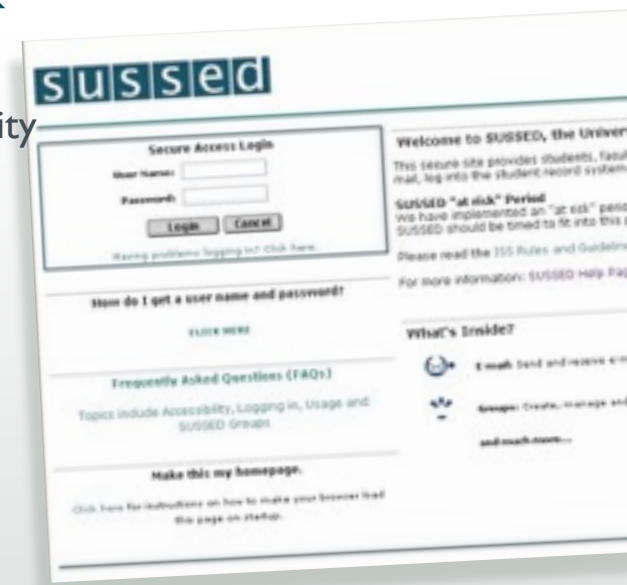 ity
sussed
Secure Access Login
User Name:
Password:
Login Cancel
Having problems logging in? Click here.
How do I get a user name and password?
CLICK HERE
Frequently Asked Questions (FAQs)
Topics include Accessibility, Logging in, Usage and
SUSSED Groups
Make this my homepage.
Click here for instructions on how to make your browser load
this page on startup.
Welcome to SUSSED, the Univer
This secure site provides students, facul
mail, log into the student record system
SUSSED "at risk" Period
We have implemented an "at risk" perio
SUSSED should be timed to fit into this p
Please read the ISS Rules and Guideline
For more information: SUSSED Help Pag
What's Inside?
E-mail: Send and receive e-m
Groups: Create, manage and
and much more...